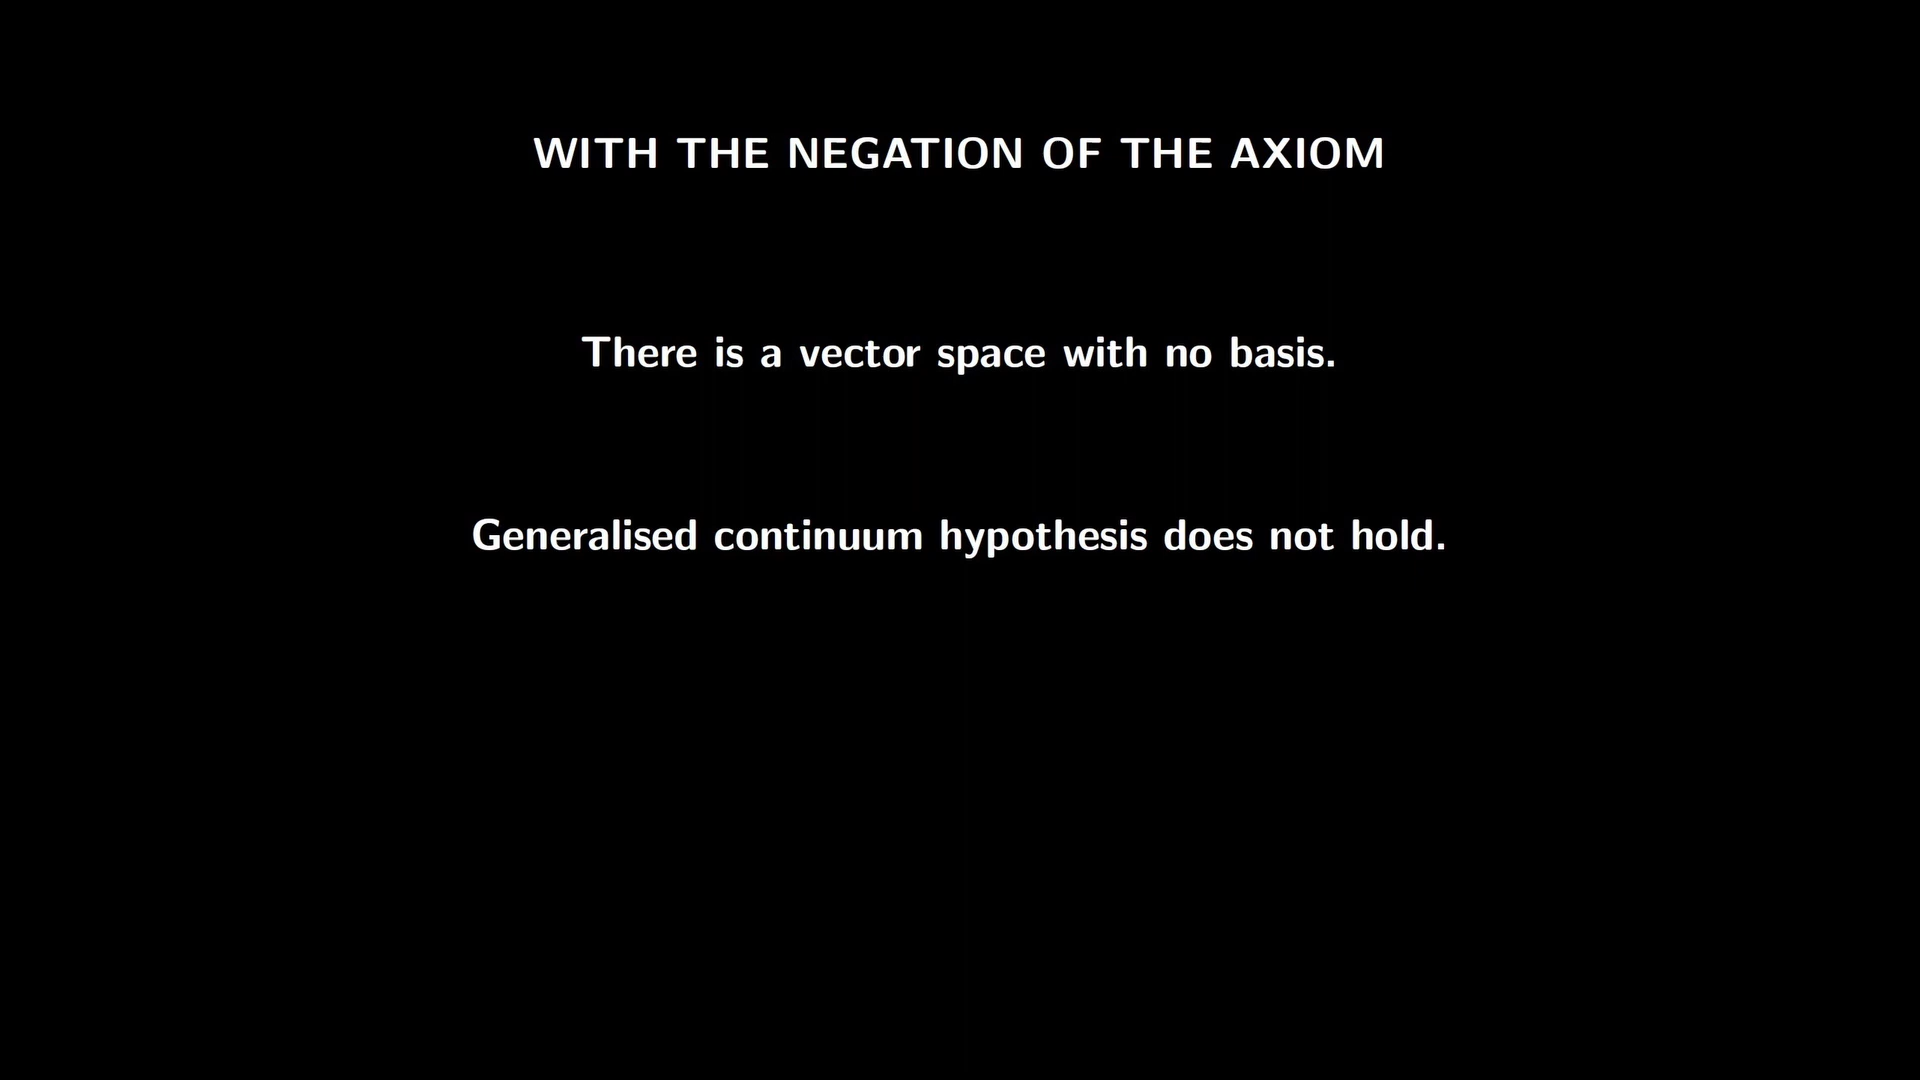 WITH THE NEGATION OF THE AXIOM
There is a vector space with no basis.
Generalised continuum hypothesis does not hold.